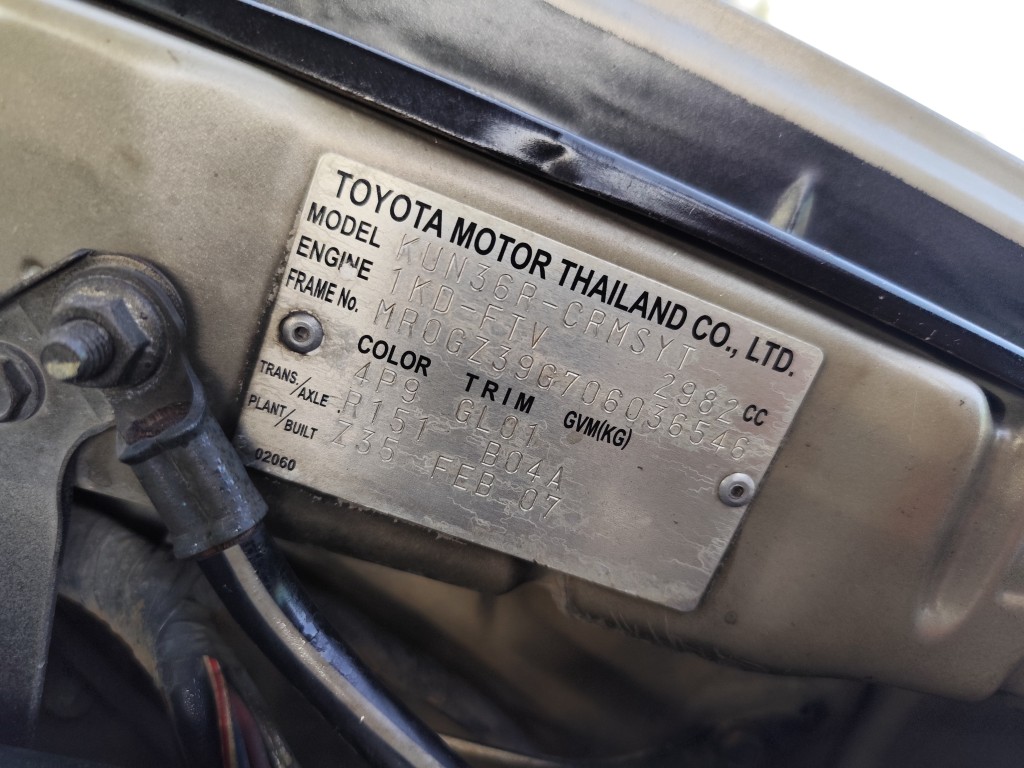 TOYOTA MOTOR THAILAND CO., LTD.
MODEL KUN36R-CRMSYT
ENGINE 1KD-FTV 2982 CC
FRAME No. MR0GZ39G706036546
COLOR TRIM GVM(KG)
4P9 GL01
TRANS/AXLE R151 B04A
PLANT/BUILT Z35 FEB 07
02060